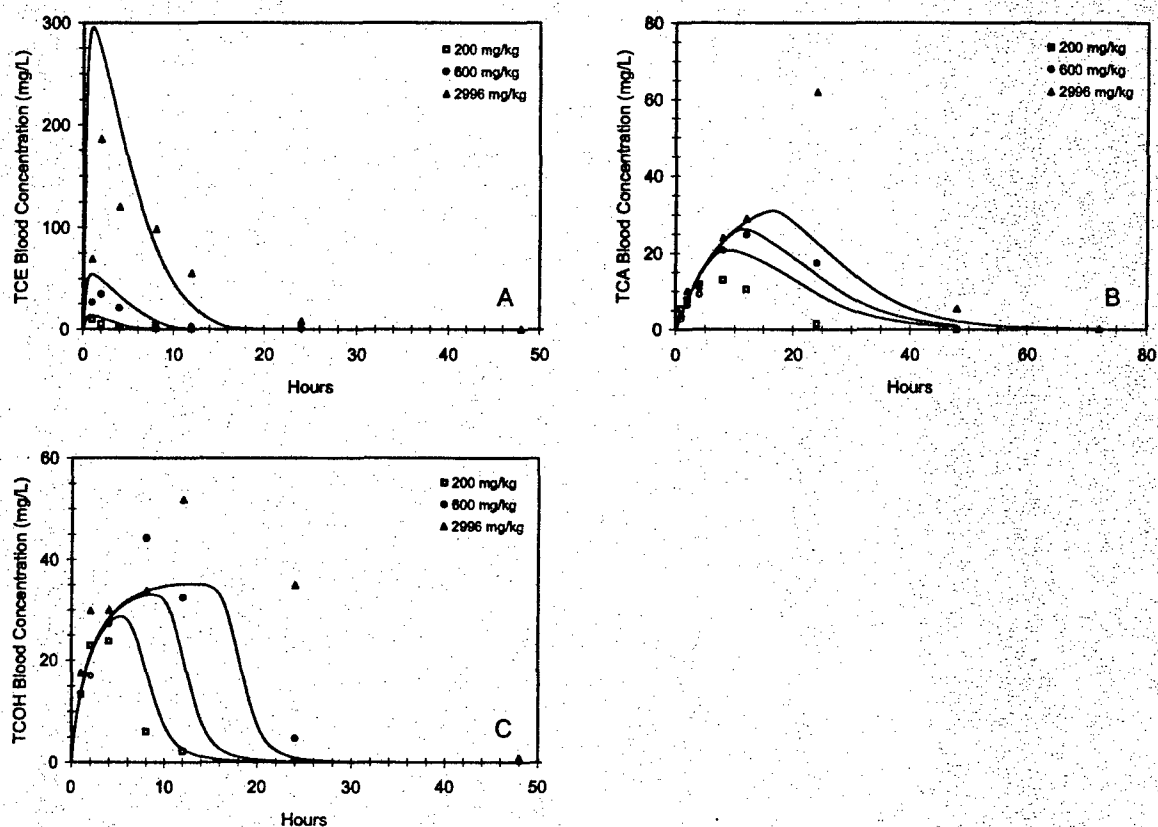 300
200
100
0
TCE Blood Concentration (mg/L)
200 mg/kg
600 mg/kg
2996 mg/kg
A
0 10 20 30 40 50
Hours
80
60
40
20
0
TCA Blood Concentration (mg/L)
200 mg/kg
600 mg/kg
2996 mg/kg
B
0 20 40 60 80
Hours
60
40
20
0
TCOH Blood Concentration (mg/L)
200 mg/kg
600 mg/kg
2996 mg/kg
C
0 10 20 30 40 50
Hours